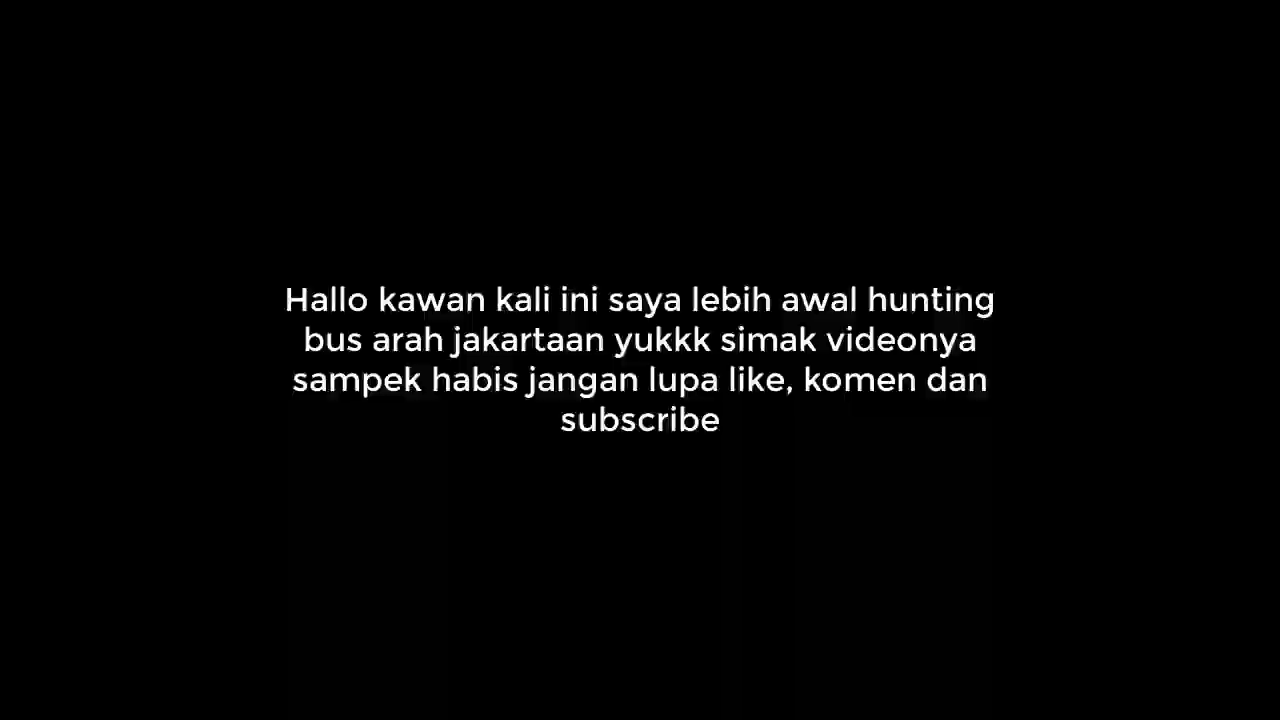 Hallo kawan kali ini saya lebih awal hunting
bus arah jakartaan yukkk simak videonya
sampek habis jangan lupa like, komen dan
subscribe